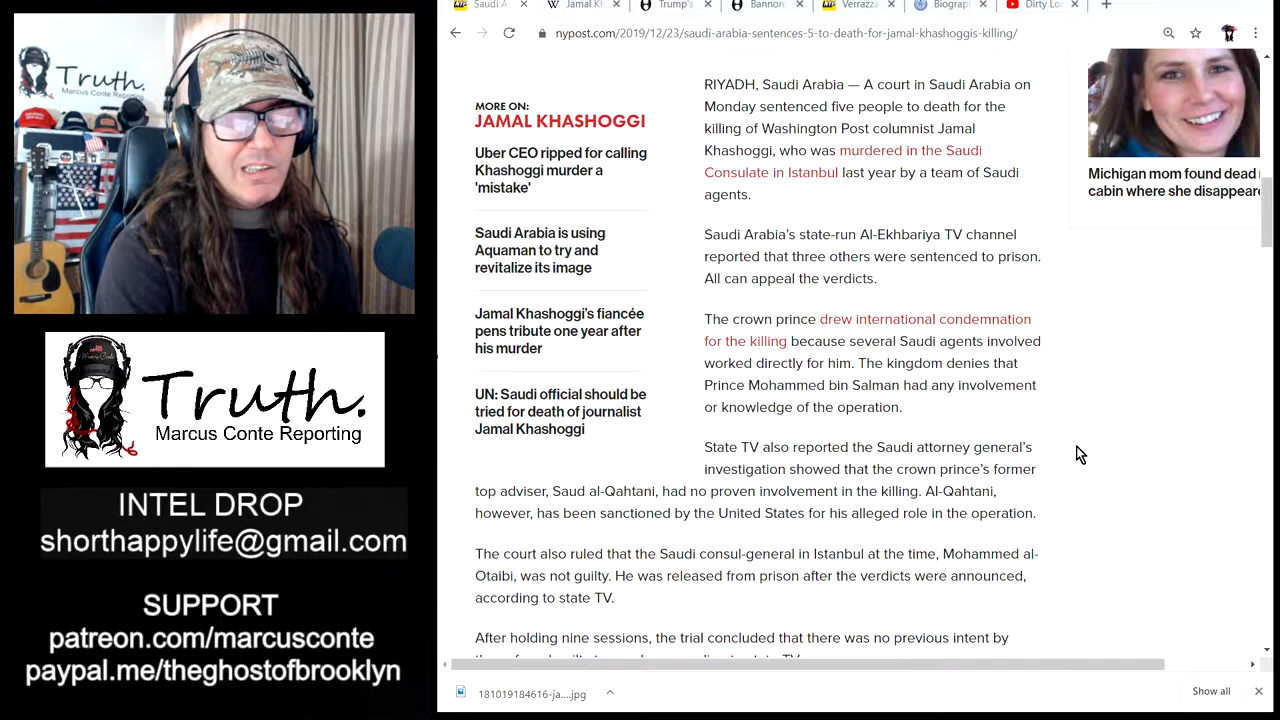 Saudi A
Jamal Kh
Trump's
Bannon:
Verrazza
Biograp
Dirty Lo
nypost.com/2019/12/23/saudi-arabia-sentences-5-to-death-for-jamal-khashoggis-killing/
Truth.
Marcus Conte Reporting
Truth.
Marcus Conte Reporting
INTEL DROP
shorthappylife@gmail.com
SUPPORT
patreon.com/marcusconte
paypal.me/theghostofbrooklyn
MORE ON:
JAMAL KHASHOGGI
Uber CEO ripped for calling
Khashoggi murder a
'mistake'
Saudi Arabia is using
Aquaman to try and
revitalize its image
Jamal Khashoggi's fiancée
pens tribute one year after
his murder
UN: Saudi official should be
tried for death of journalist
Jamal Khashoggi
RIYADH, Saudi Arabia — A court in Saudi Arabia on
Monday sentenced five people to death for the
killing of Washington Post columnist Jamal
Khashoggi, who was murdered in the Saudi
Consulate in Istanbul last year by a team of Saudi
agents.
Saudi Arabia's state-run Al-Ekhbariya TV channel
reported that three others were sentenced to prison.
All can appeal the verdicts.
The crown prince drew international condemnation
for the killing because several Saudi agents involved
worked directly for him. The kingdom denies that
Prince Mohammed bin Salman had any involvement
or knowledge of the operation.
State TV also reported the Saudi attorney general's
investigation showed that the crown prince's former
top adviser, Saud al-Qahtani, had no proven involvement in the killing. Al-Qahtani,
however, has been sanctioned by the United States for his alleged role in the operation.
The court also ruled that the Saudi consul-general in Istanbul at the time, Mohammed al-
Otaibi, was not guilty. He was released from prison after the verdicts were announced,
according to state TV.
After holding nine sessions, the trial concluded that there was no previous intent by
Michigan mom found dead
cabin where she disappeare
181019184616-ja....jpg
Show all